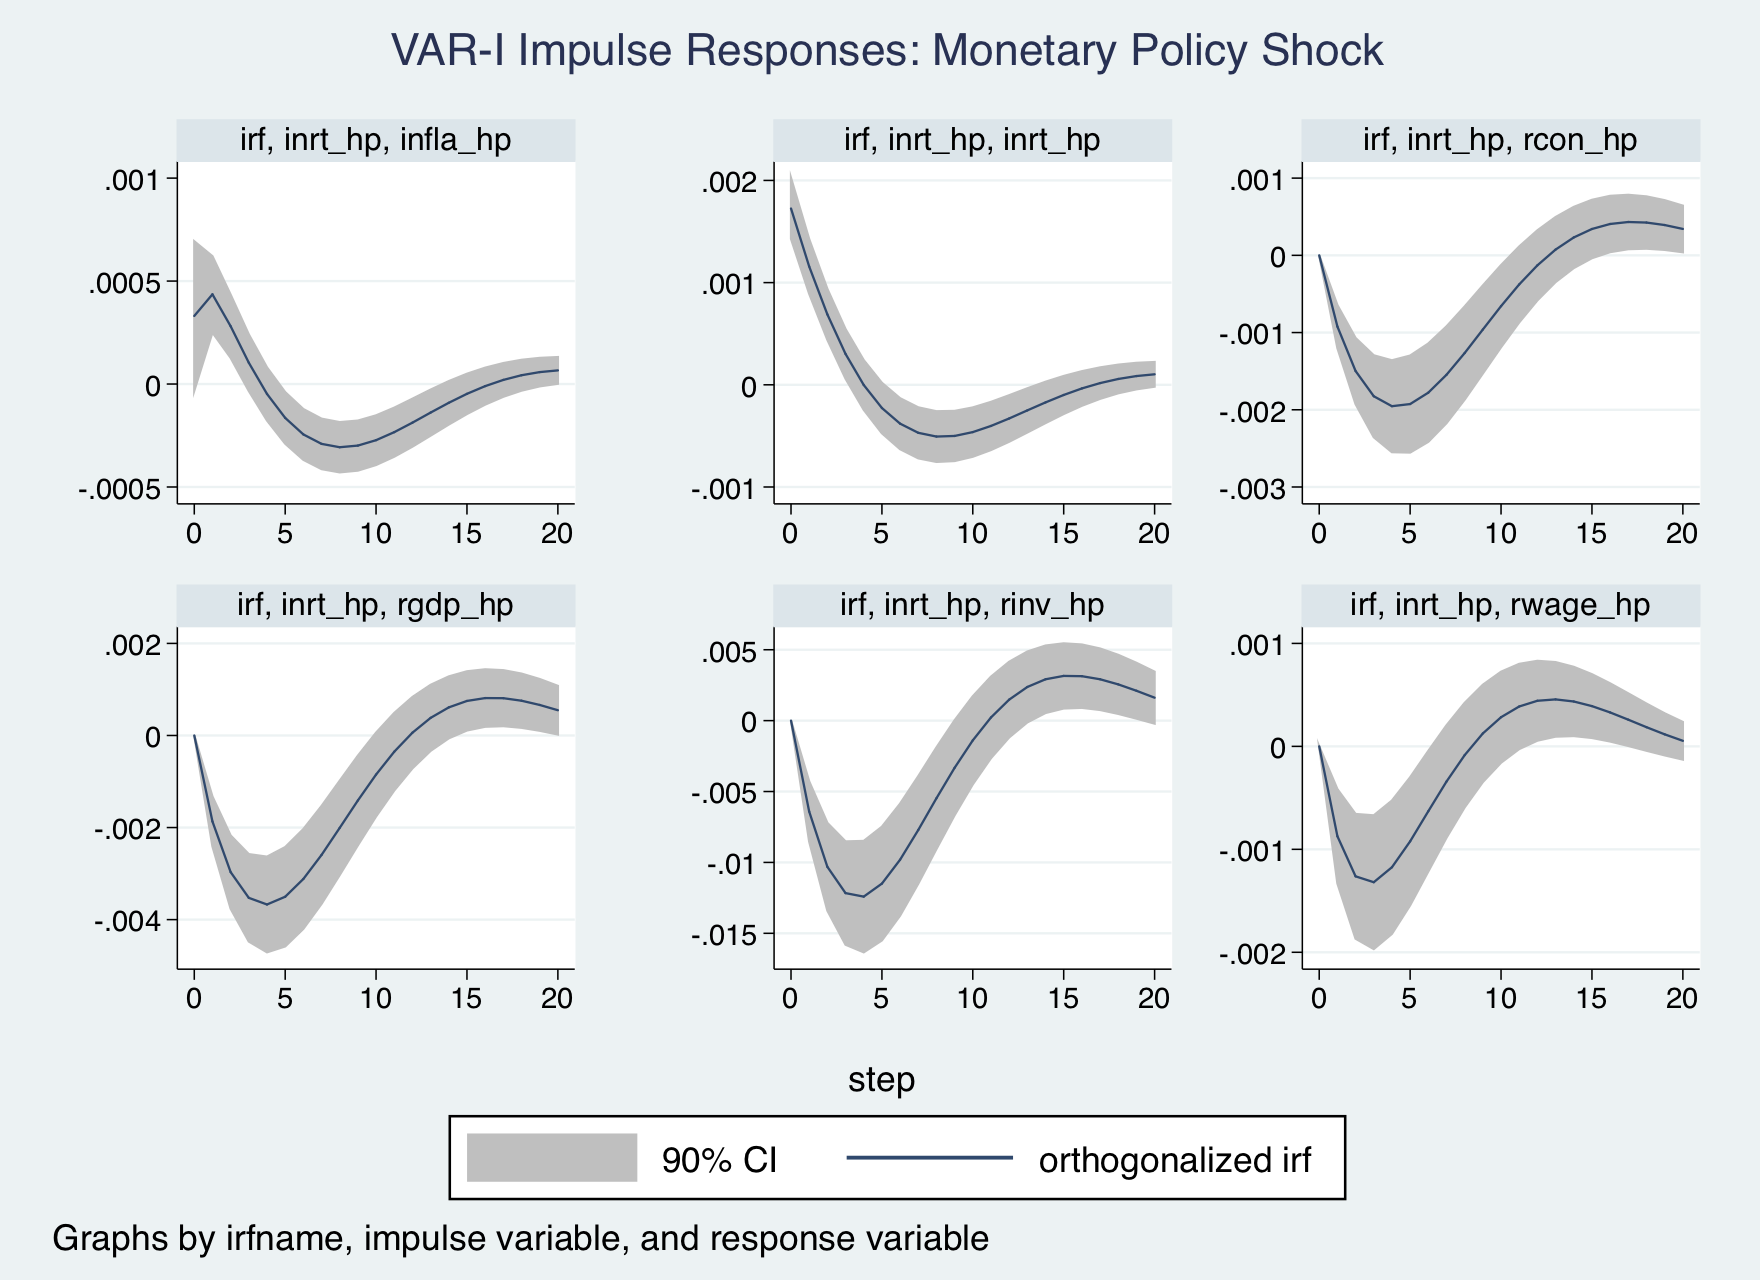 VAR-I Impulse Responses: Monetary Policy Shock
irf, inrt_hp, infla_hp
.001
.0005
0
-.0005
0 5 10 15 20
irf, inrt_hp, inrt_hp
.002
.001
0
-.001
0 5 10 15 20
irf, inrt_hp, rcon_hp
.001
0
-.001
-.002
-.003
0 5 10 15 20
irf, inrt_hp, rgdp_hp
.002
0
-.002
-.004
0 5 10 15 20
irf, inrt_hp, rinv_hp
.005
0
-.005
-.01
-.015
0 5 10 15 20
irf, inrt_hp, rwage_hp
.001
0
-.001
-.002
0 5 10 15 20
step
90% CI orthogonalized irf
Graphs by irfname, impulse variable, and response variable